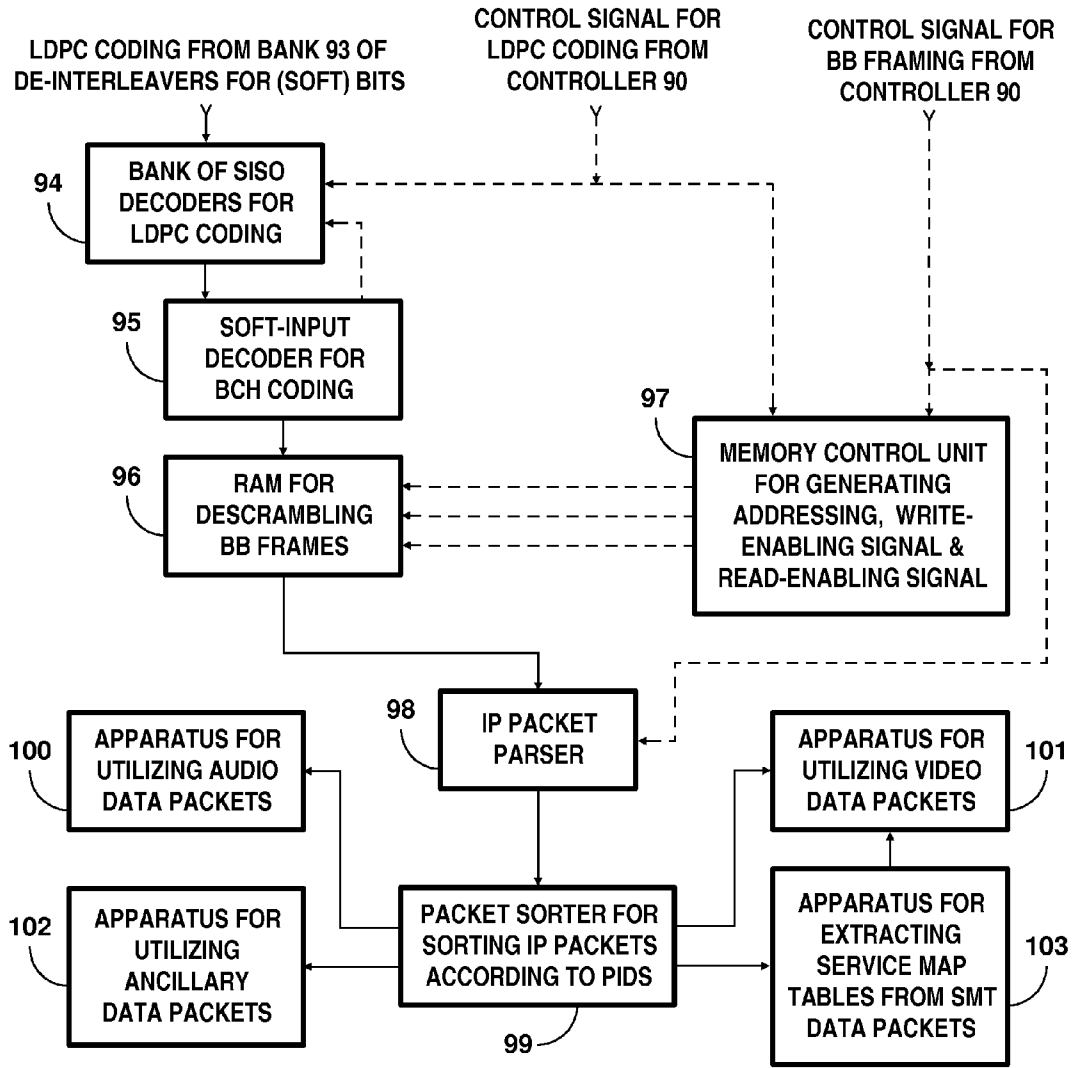 LDPC CODING FROM BANK 93 OF
DE-INTERLEAVERS FOR (SOFT) BITS
CONTROL SIGNAL FOR
LDPC CODING FROM
CONTROLLER 90
CONTROL SIGNAL FOR
BB FRAMING FROM
CONTROLLER 90
94
BANK OF SISO
DECODERS FOR
LDPC CODING
95
SOFT-INPUT
DECODER FOR
BCH CODING
96
RAM FOR
DESCRAMBLING
BB FRAMES
97
MEMORY CONTROL UNIT
FOR GENERATING
ADDRESSING, WRITE-
ENABLING SIGNAL &
READ-ENABLING SIGNAL
98
IP PACKET
PARSER
100
APPARATUS FOR
UTILIZING AUDIO
DATA PACKETS
APPARATUS FOR
UTILIZING VIDEO
DATA PACKETS
101
102
APPARATUS FOR
UTILIZING
ANCILLARY
DATA PACKETS
PACKET SORTER FOR
SORTING IP PACKETS
ACCORDING TO PIDS
99
APPARATUS FOR
EXTRACTING
SERVICE MAP
TABLES FROM SMT
DATA PACKETS
103